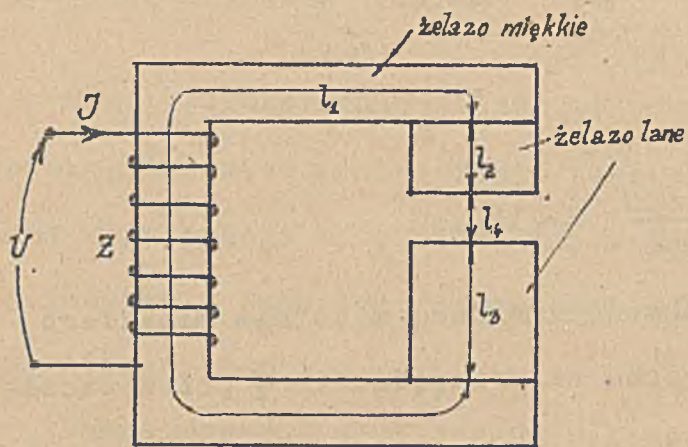 żelazo miękkie
J
l₁
żelazo lane
l₂
U
Z
l₄
l₃